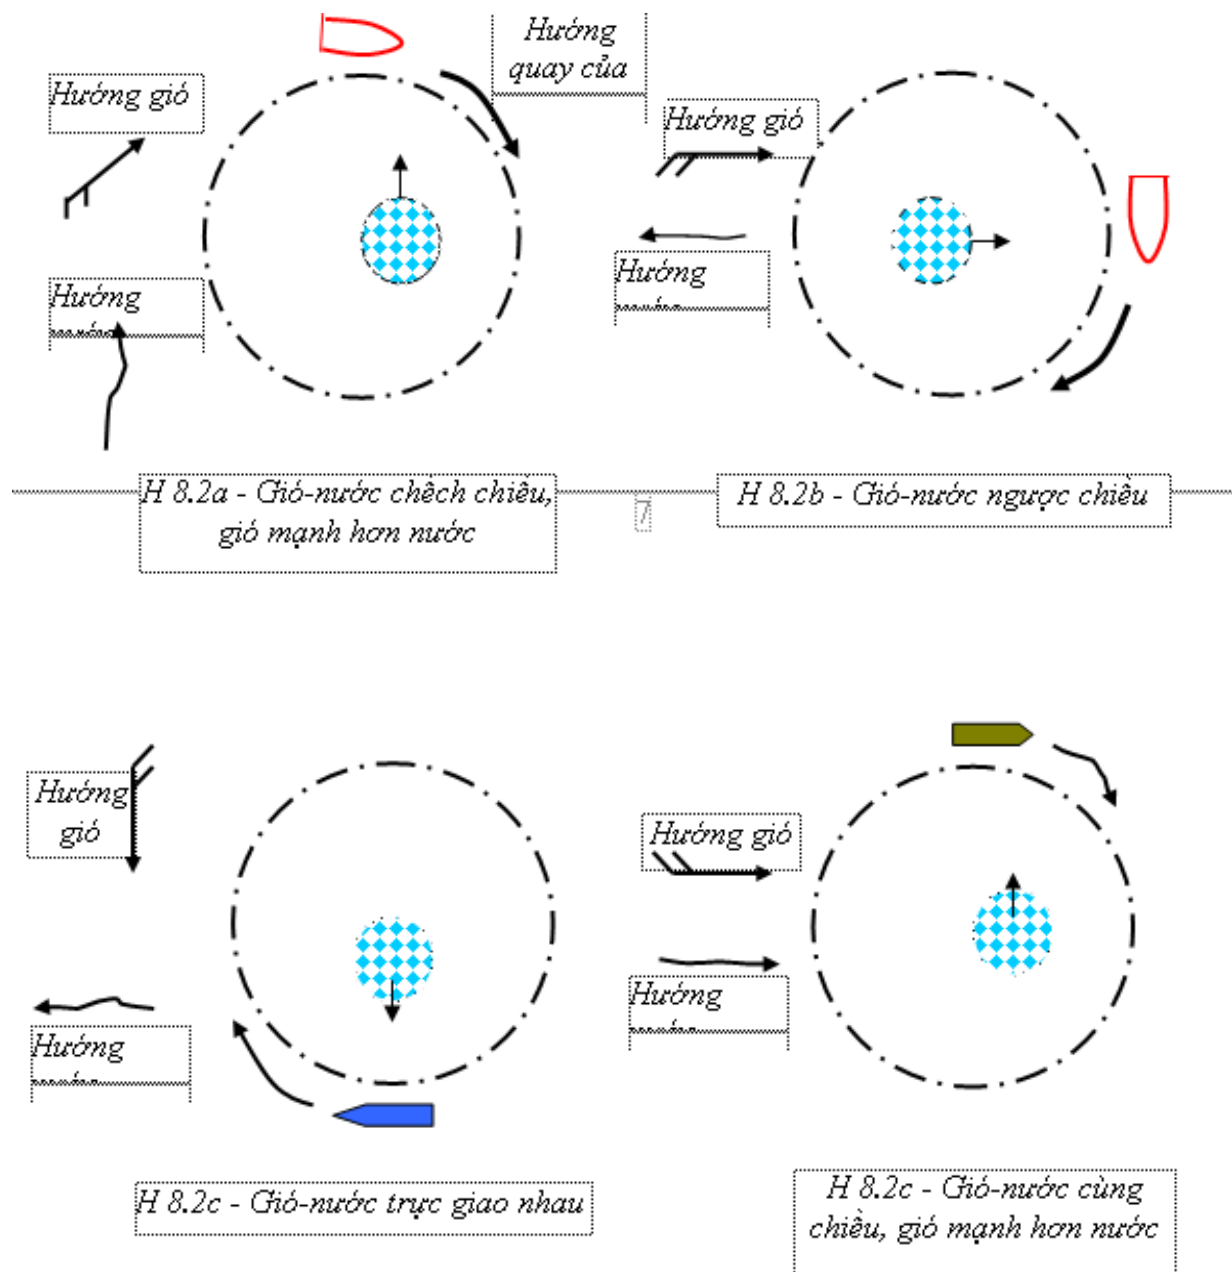 Hướng
quay của
Hướng gió
Hướng gió
Hướng
Hướng
H 8.2a - Gió-nước chếch chiều,
gió mạnh hơn nước
7
H 8.2b - Gió-nước ngược chiều
Hướng
gió
Hướng gió
Hướng
Hướng
H 8.2c - Gió-nước trực giao nhau
H 8.2c - Gió-nước cùng
chiều, gió mạnh hơn nước